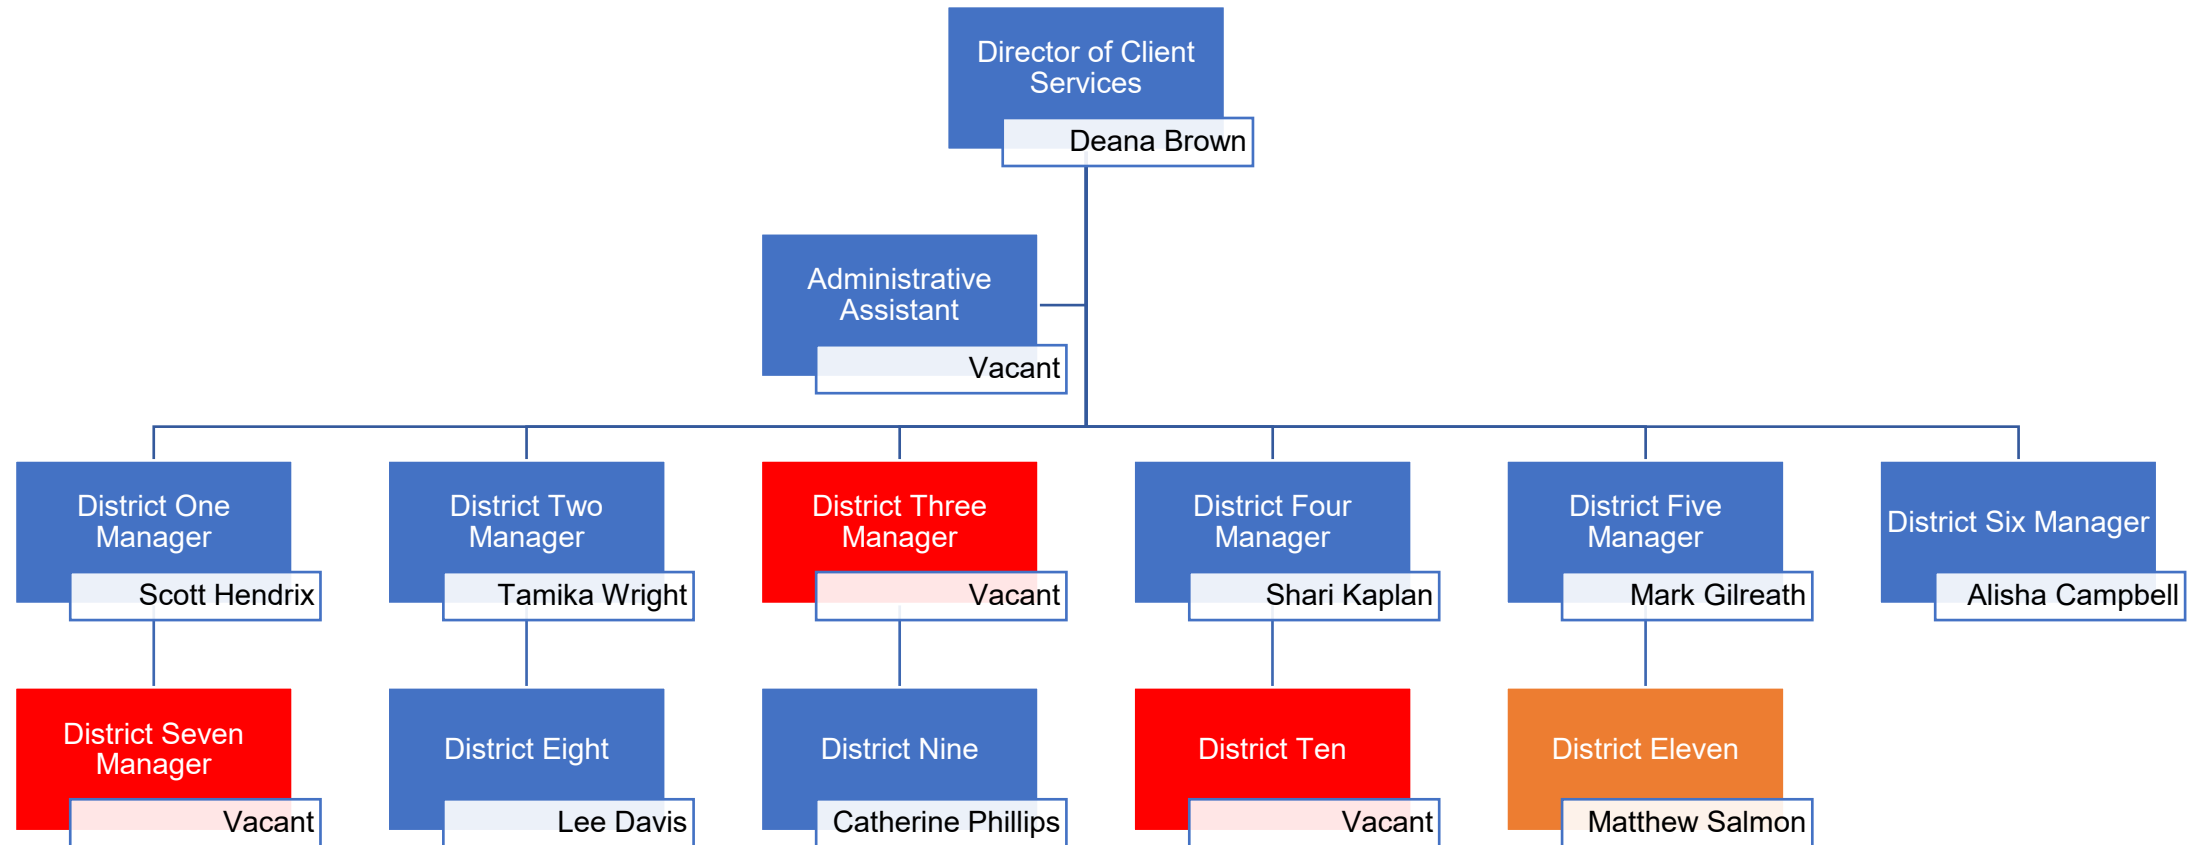 Director of Client
Services
Deana Brown
Administrative
Assistant
Vacant
District One
Manager
Scott Hendrix
District Two
Manager
Tamika Wright
District Three
Manager
Vacant
District Four
Manager
Shari Kaplan
District Five
Manager
Mark Gilreath
District Six Manager
Alisha Campbell
District Seven
Manager
Vacant
District Eight
Lee Davis
District Nine
Catherine Phillips
District Ten
Vacant
District Eleven
Matthew Salmon